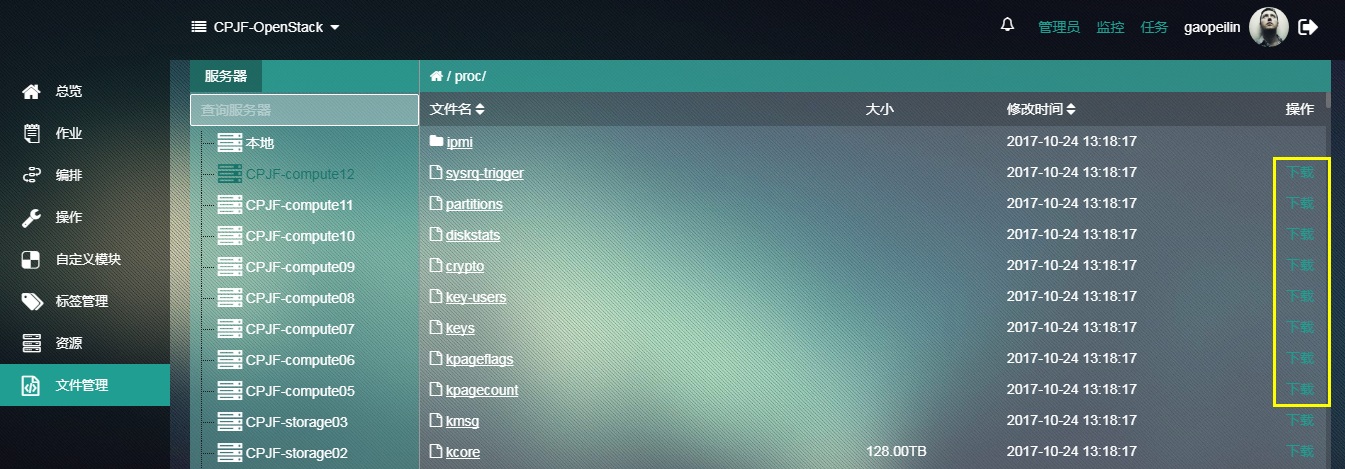 CPJF-OpenStack 管理员 监控 任务 gaopeilin
总览
作业
编排
操作
自定义模块
标签管理
资源
文件管理
服务器
查询服务器
本地
CPJF-compute12
CPJF-compute11
CPJF-compute10
CPJF-compute09
CPJF-compute08
CPJF-compute07
CPJF-compute06
CPJF-compute05
CPJF-storage03
CPJF-storage02
/ proc/
文件名 大小 修改时间 操作
ipmi 2017-10-24 13:18:17
sysrq-trigger 2017-10-24 13:18:17 下载
partitions 2017-10-24 13:18:17 下载
diskstats 2017-10-24 13:18:17 下载
crypto 2017-10-24 13:18:17 下载
key-users 2017-10-24 13:18:17 下载
keys 2017-10-24 13:18:17 下载
kpageflags 2017-10-24 13:18:17 下载
kpagecount 2017-10-24 13:18:17 下载
kmsg 2017-10-24 13:18:17 下载
kcore 128.00TB 2017-10-24 13:18:17 下载